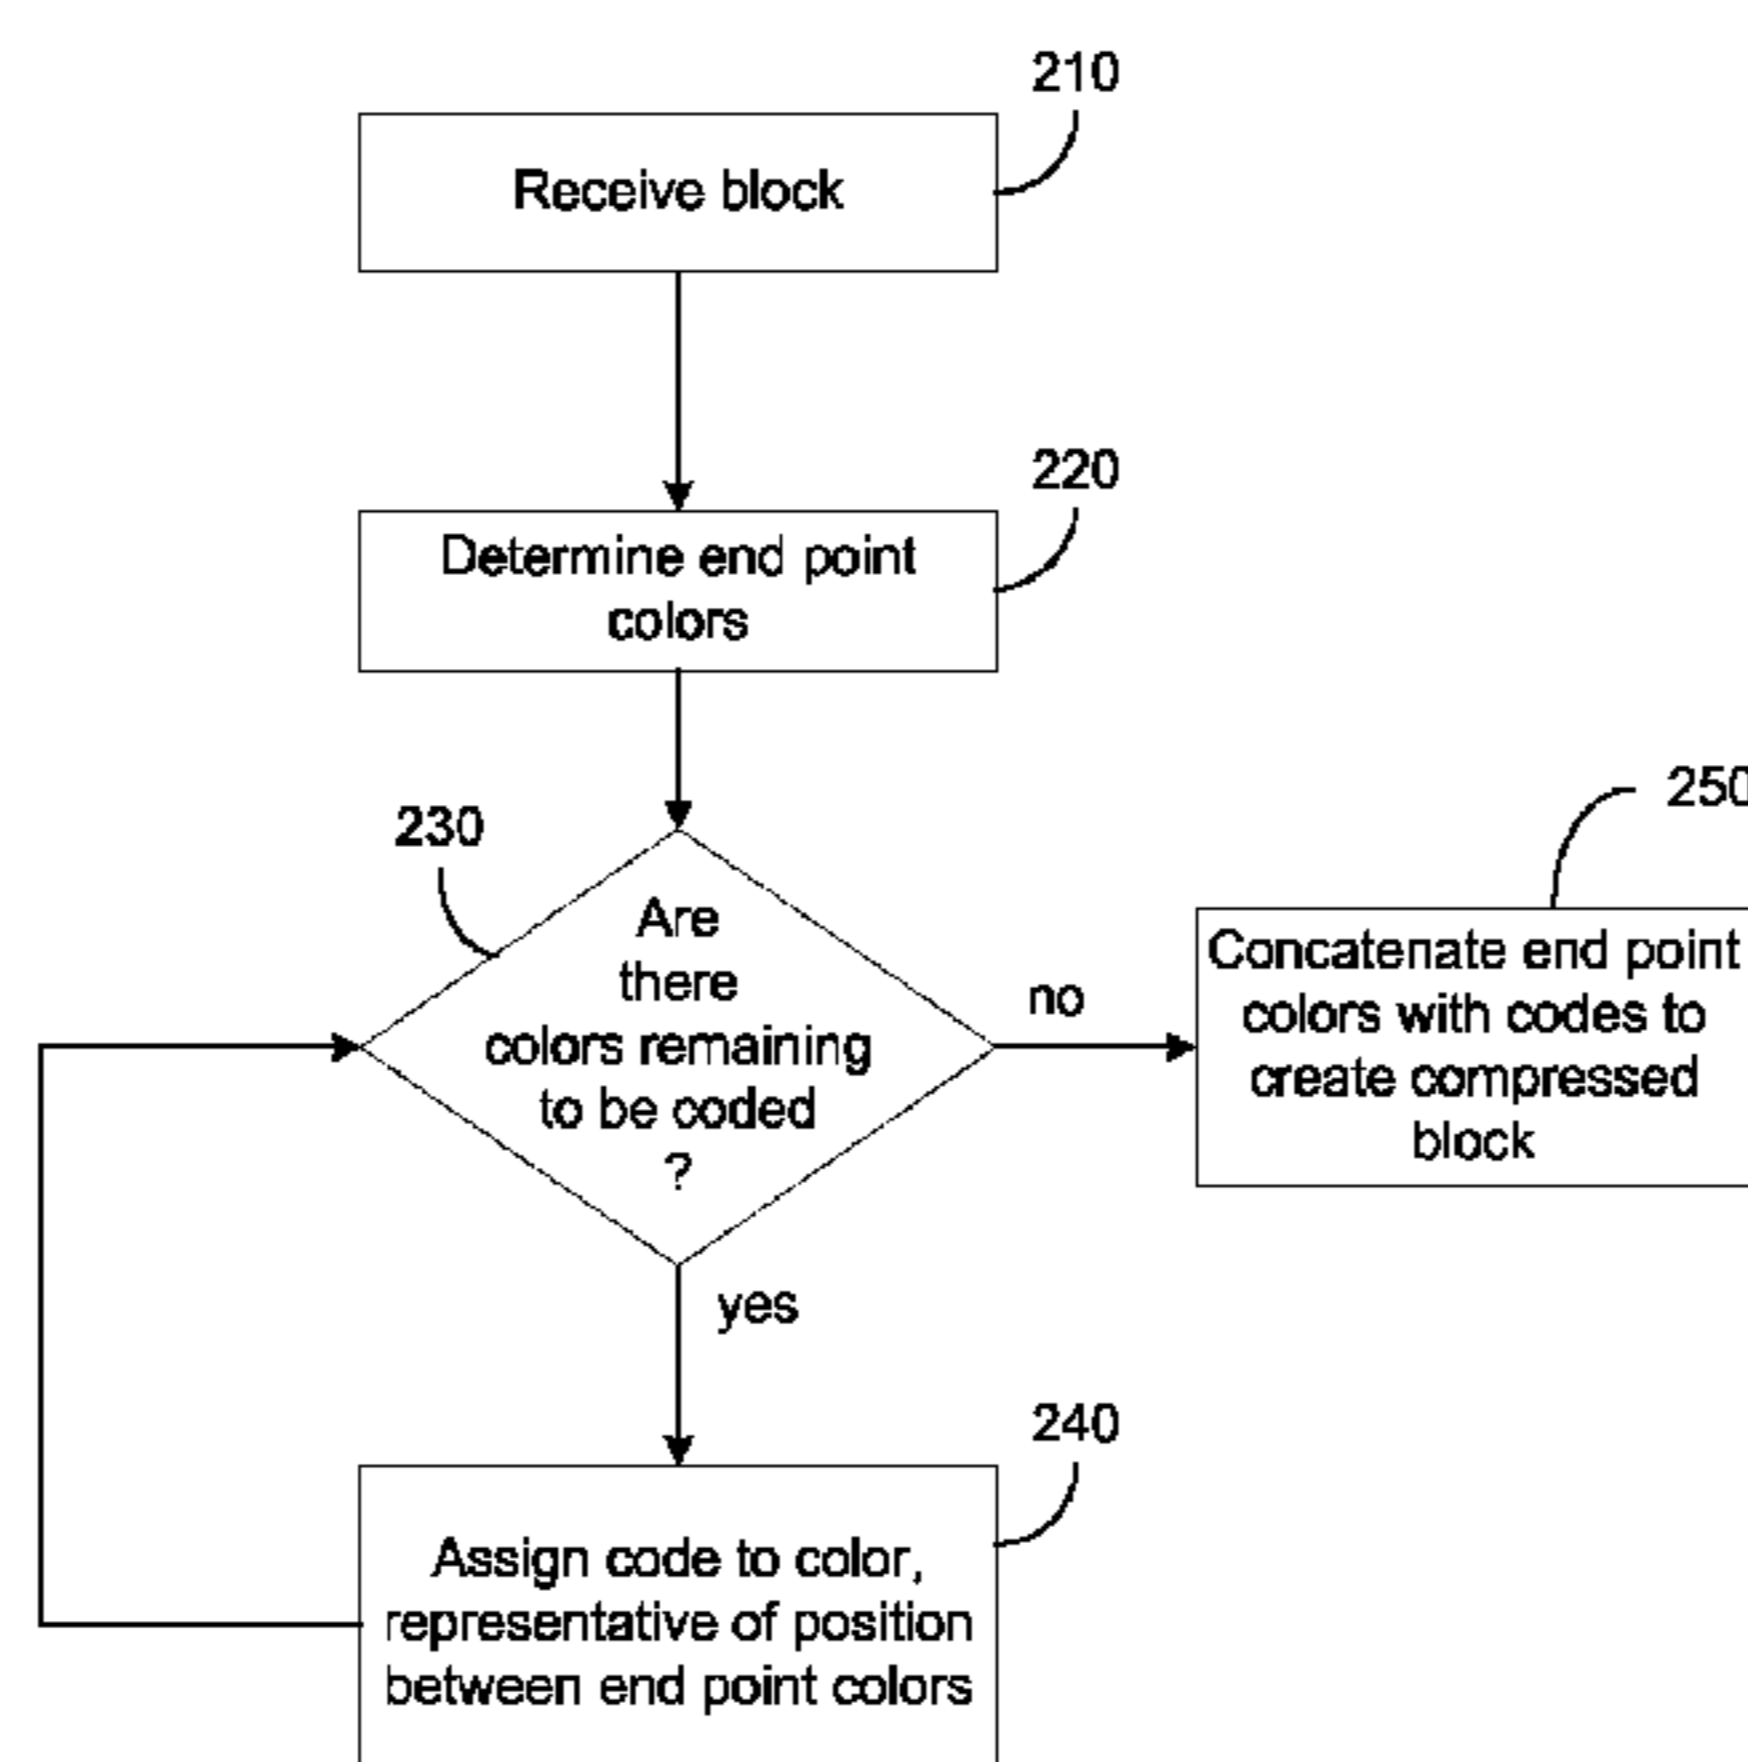 210
Receive block
220
Determine end point
colors
230
Are
there
colors remaining
to be coded
?
no
250
Concatenate end point
colors with codes to
create compressed
block
yes
240
Assign code to color,
representative of position
between end point colors